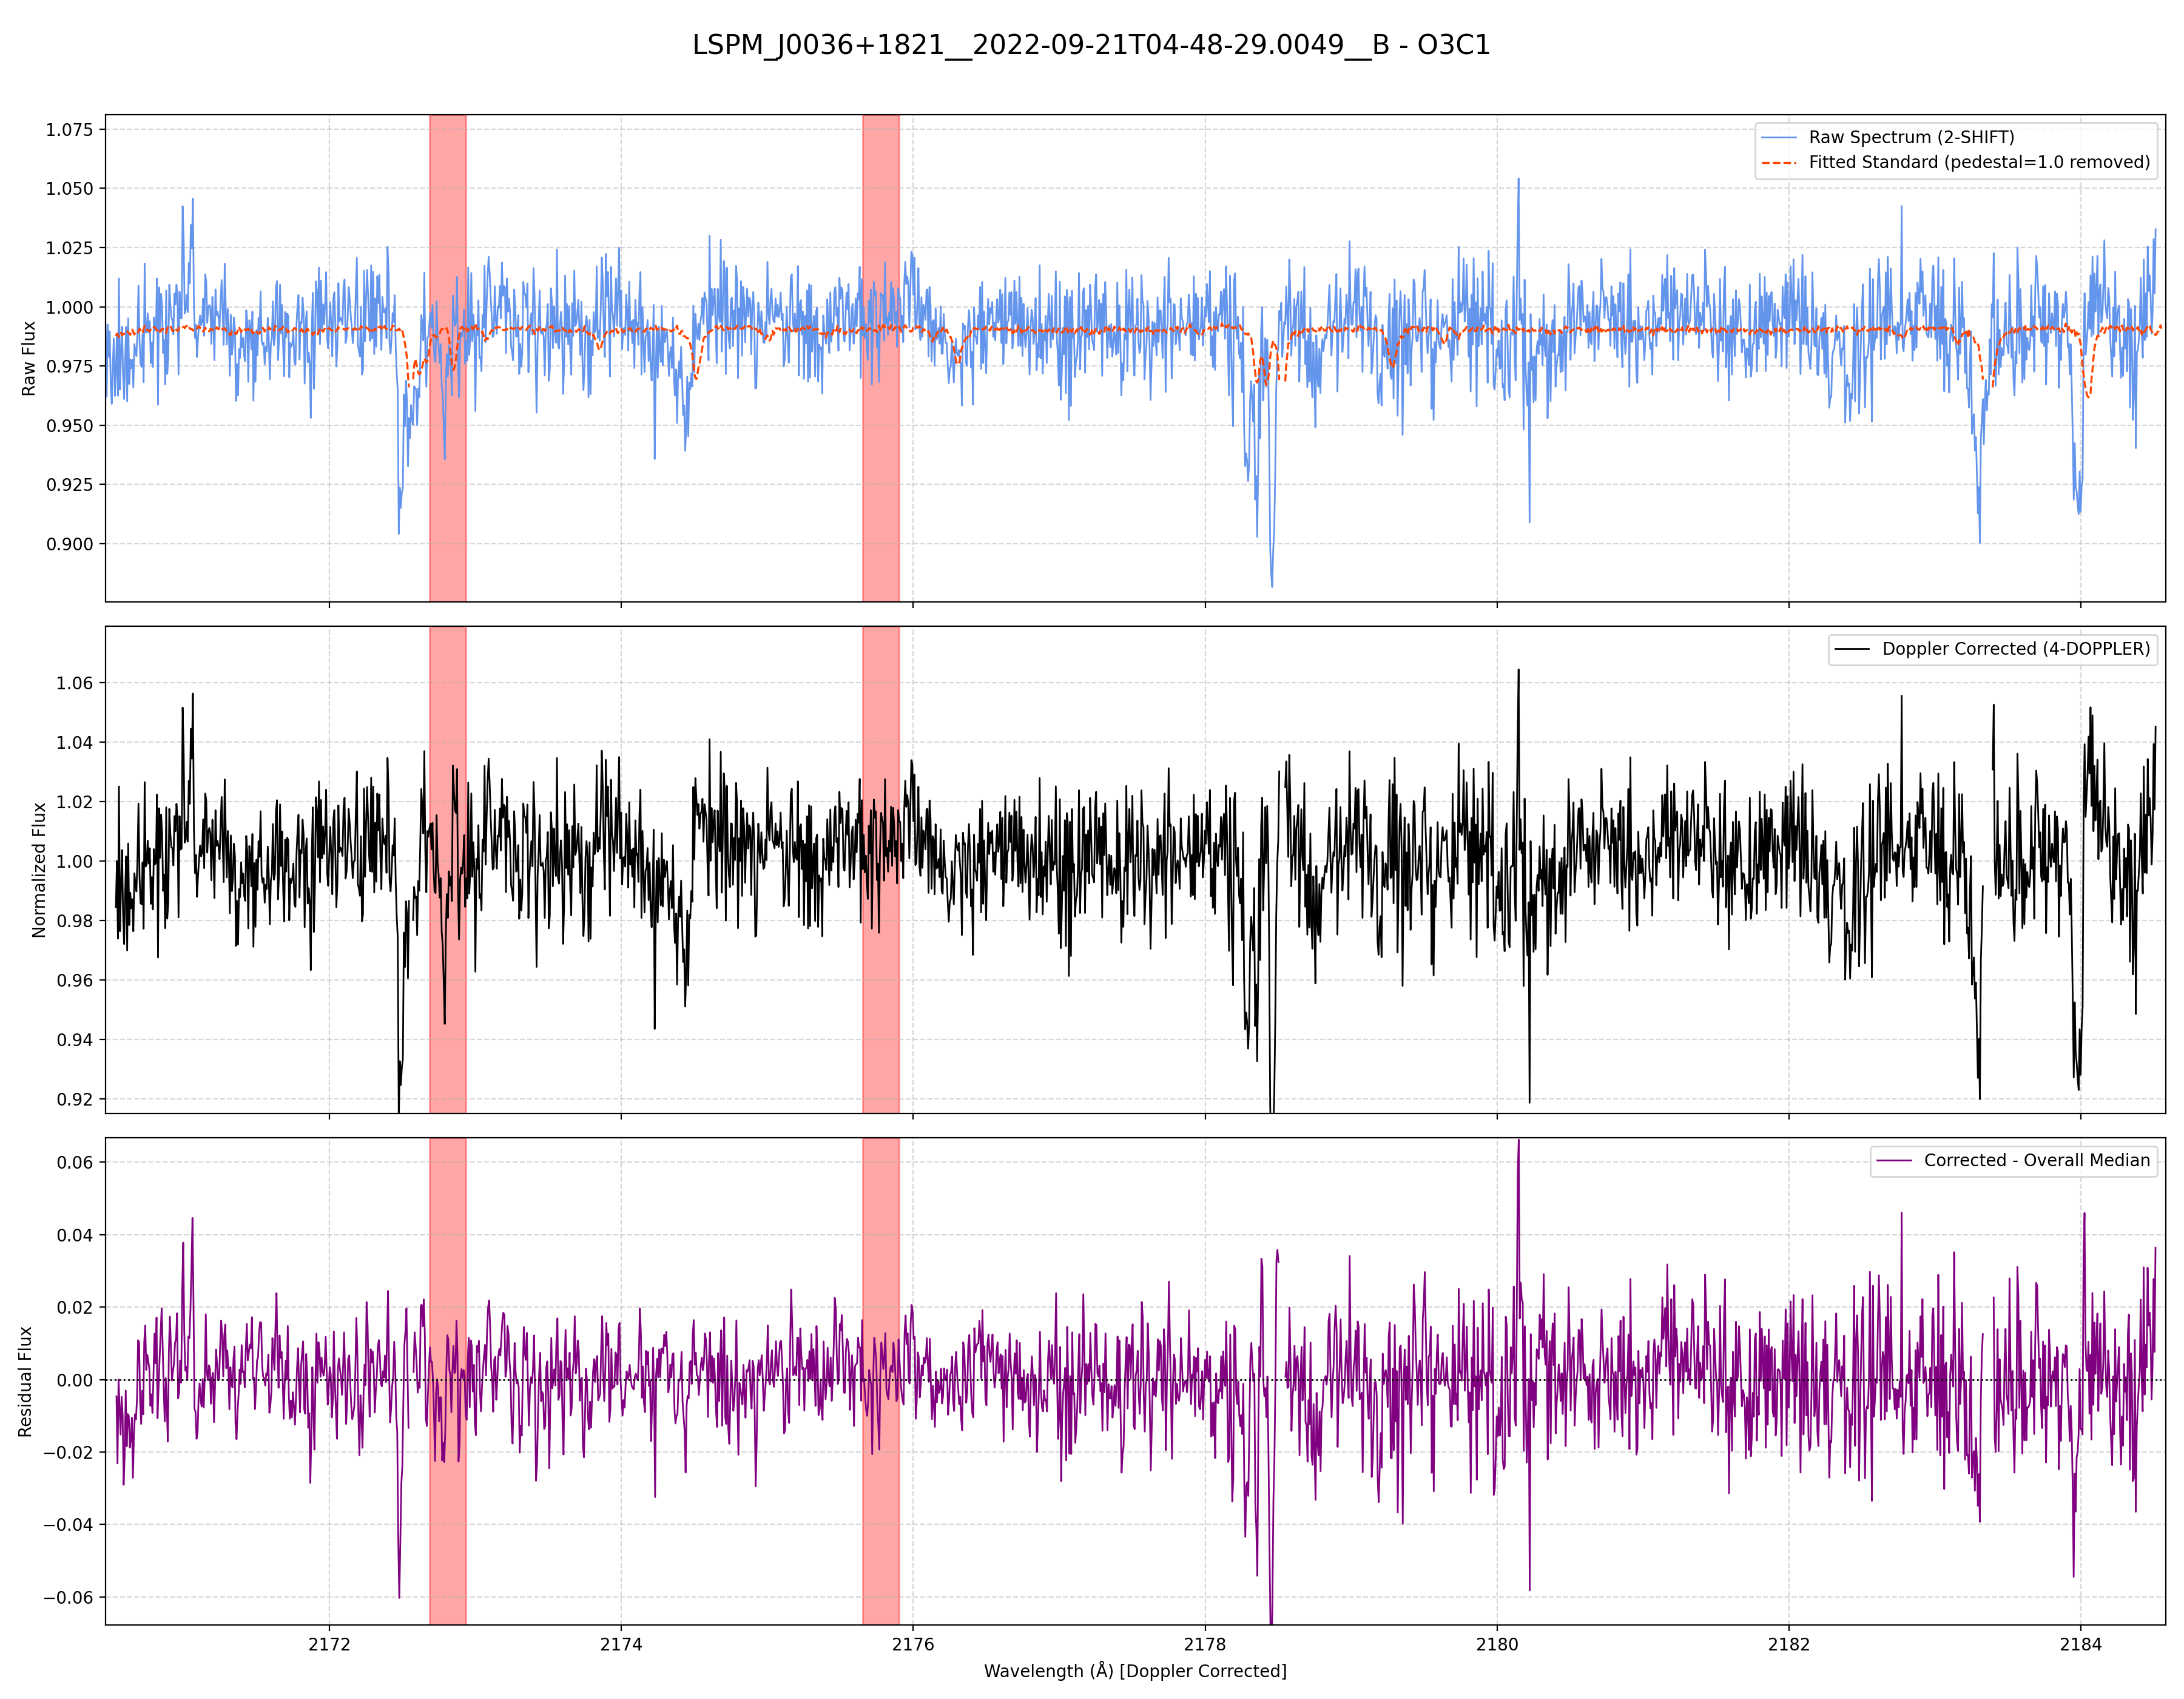 LSPM_J0036+1821__2022-09-21T04-48-29.0049__B - O3C1
Raw Flux
1.075
1.050
1.025
1.000
0.975
0.950
0.925
0.900
Raw Spectrum (2-SHIFT)
Fitted Standard (pedestal=1.0 removed)
Normalized Flux
1.06
1.04
1.02
1.00
0.98
0.96
0.94
0.92
Doppler Corrected (4-DOPPLER)
Residual Flux
0.06
0.04
0.02
0.00
−0.02
−0.04
−0.06
Corrected - Overall Median
2172 2174 2176 2178 2180 2182 2184
Wavelength (Å) [Doppler Corrected]